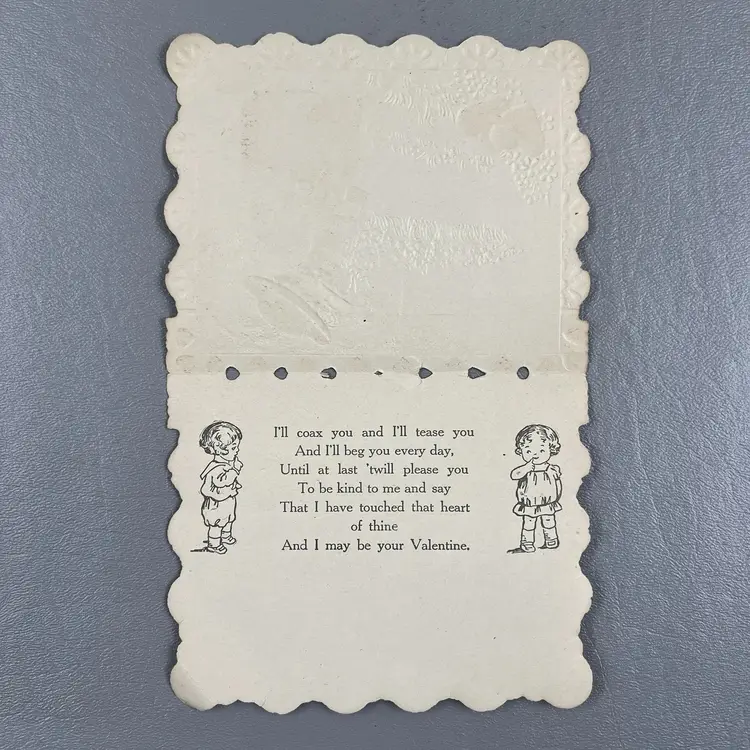 I'll coax you and I'll tease you
And I'll beg you every day,
Until at last 'twill please you
To be kind to me and say
That I have touched that heart
of thine
And I may be your Valentine.